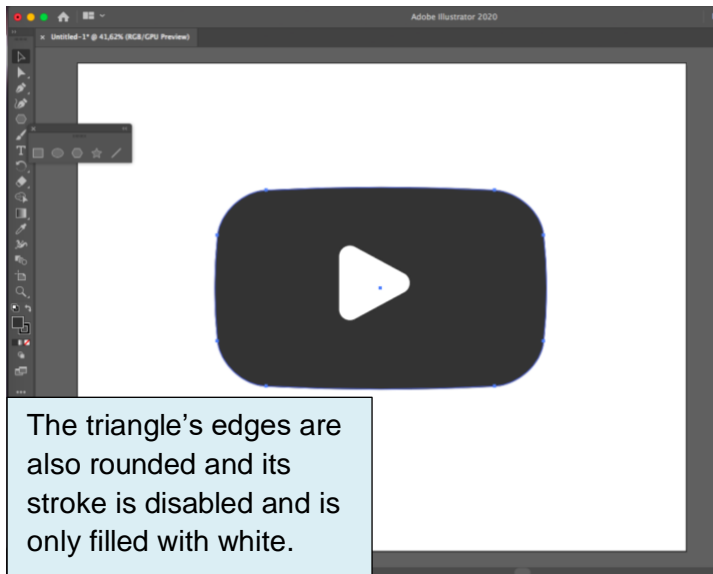 Adobe Illustrator 2020
× Untitled-1* @ 41,62% (RGB/GPU Preview)
The triangle’s edges are
also rounded and its
stroke is disabled and is
only filled with white.